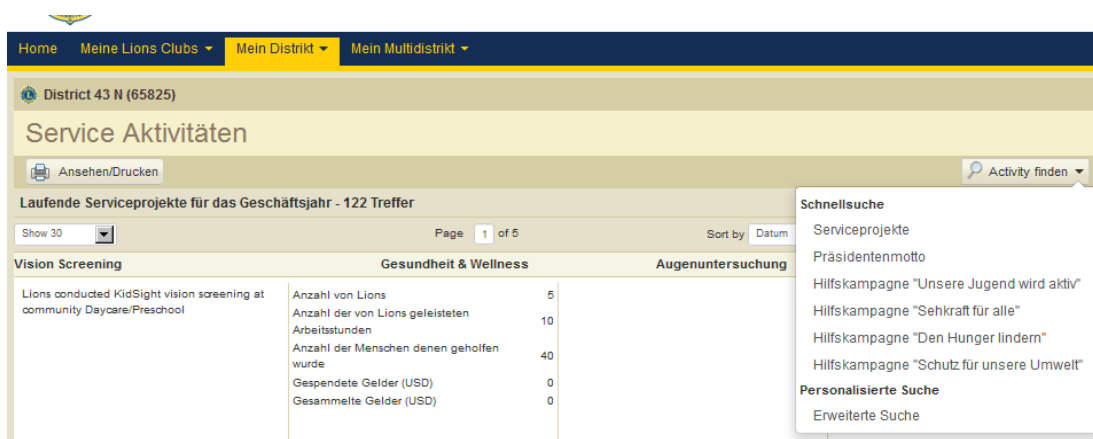 Home Meine Lions Clubs Mein Distrikt Mein Multidistrikt
District 43 N (65825)
Service Aktivitäten
Ansehen/Drucken
Activity finden
Laufende Serviceprojekte für das Geschäftsjahr - 122 Treffer
Show 30 Page 1 of 5 Sort by Datum
Vision Screening Gesundheit & Wellness Augenuntersuchung
Lions conducted KidSight vision screening at
community Daycare/Preschool
Anzahl von Lions 5
Anzahl der von Lions geleisteten
Arbeitsstunden 10
Anzahl der Menschen denen geholfen
wurde 40
Gespendete Gelder (USD) 0
Gesammelte Gelder (USD) 0
Schnellsuche
Serviceprojekte
Präsidentenmotto
Hilfskampagne "Unsere Jugend wird aktiv"
Hilfskampagne "Sehkraft für alle"
Hilfskampagne "Den Hunger lindern"
Hilfskampagne "Schutz für unsere Umwelt"
Personalisierte Suche
Erweiterte Suche